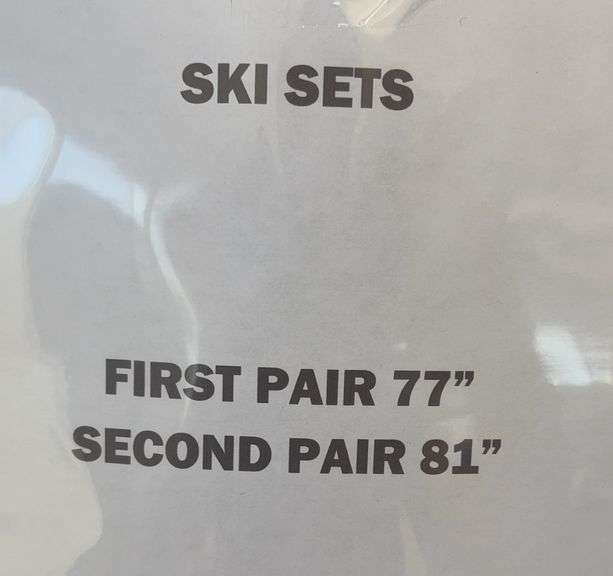 SKI SETS
FIRST PAIR 77”
SECOND PAIR 81”